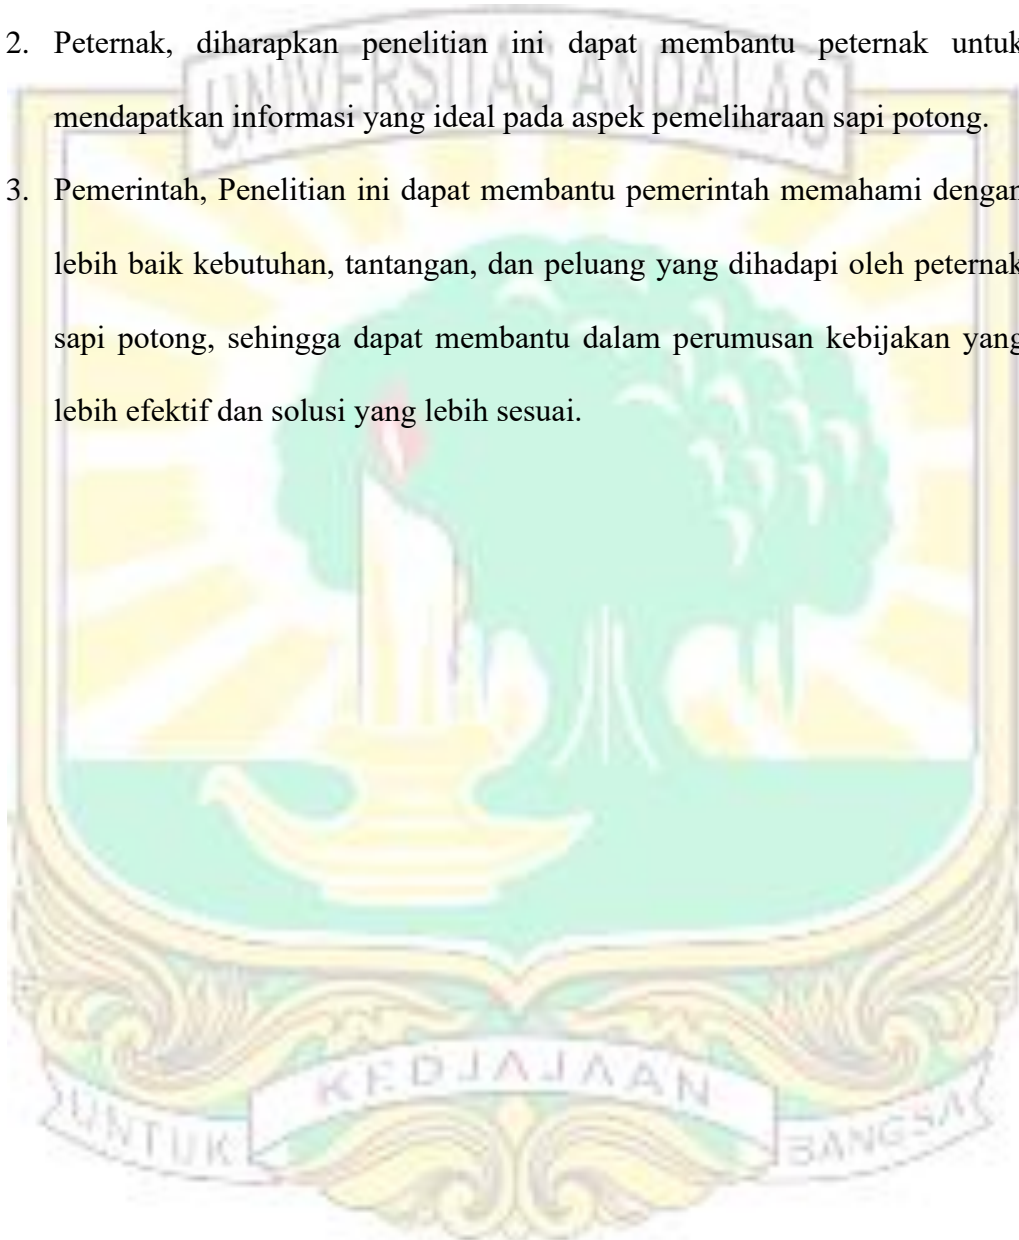 2. Peternak, diharapkan penelitian ini dapat membantu peternak untuk
mendapatkan informasi yang ideal pada aspek pemeliharaan sapi potong.
3. Pemerintah, Penelitian ini dapat membantu pemerintah memahami dengan
lebih baik kebutuhan, tantangan, dan peluang yang dihadapi oleh peternak
sapi potong, sehingga dapat membantu dalam perumusan kebijakan yang
lebih efektif dan solusi yang lebih sesuai.
UNIVERSITAS ANDALAS
UNTUK KEDJAJAAN BANGSA